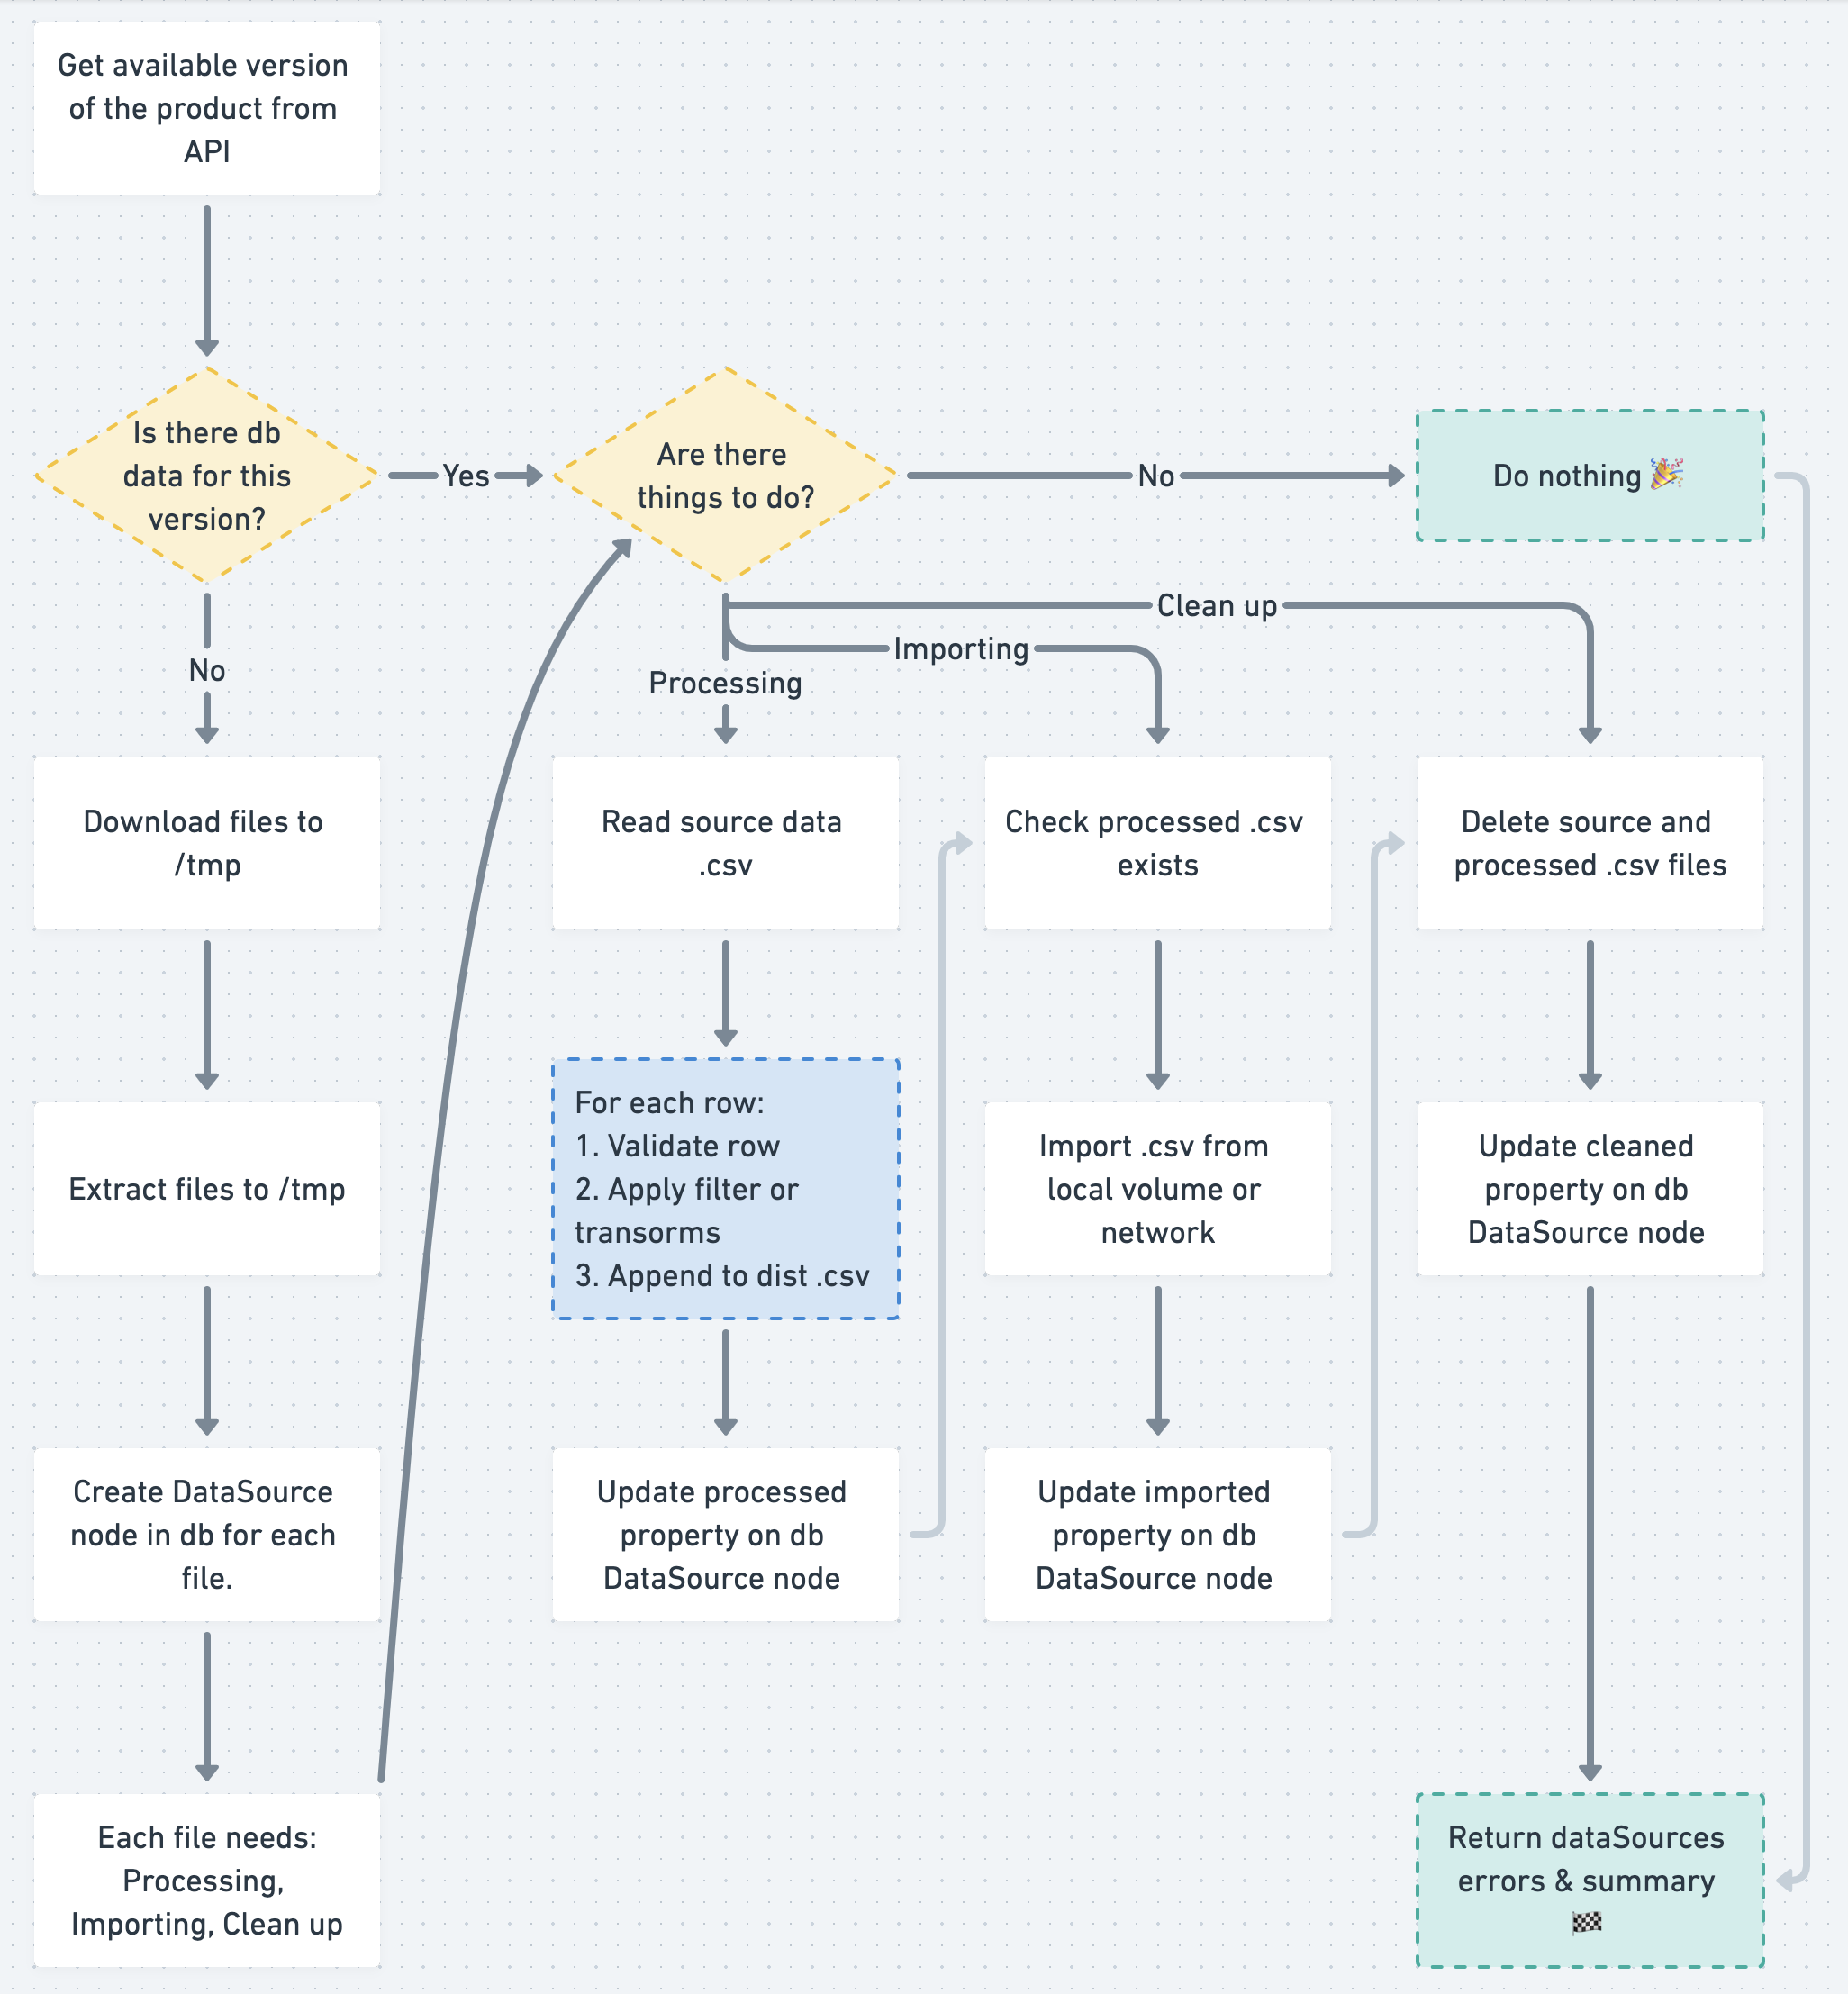 Get available version
of the product from
API
Is there db
data for this
version?
Yes
Are there
things to do?
No
Do nothing 🎉
Clean up
Importing
Processing
No
Download files to
/tmp
Read source data
.csv
Check processed .csv
exists
Delete source and
processed .csv files
Extract files to /tmp
For each row:
1. Validate row
2. Apply filter or
transorms
3. Append to dist .csv
Import .csv from
local volume or
network
Update cleaned
property on db
DataSource node
Create DataSource
node in db for each
file.
Update processed
property on db
DataSource node
Update imported
property on db
DataSource node
Each file needs:
Processing,
Importing, Clean up
Return dataSources
errors & summary
🏁